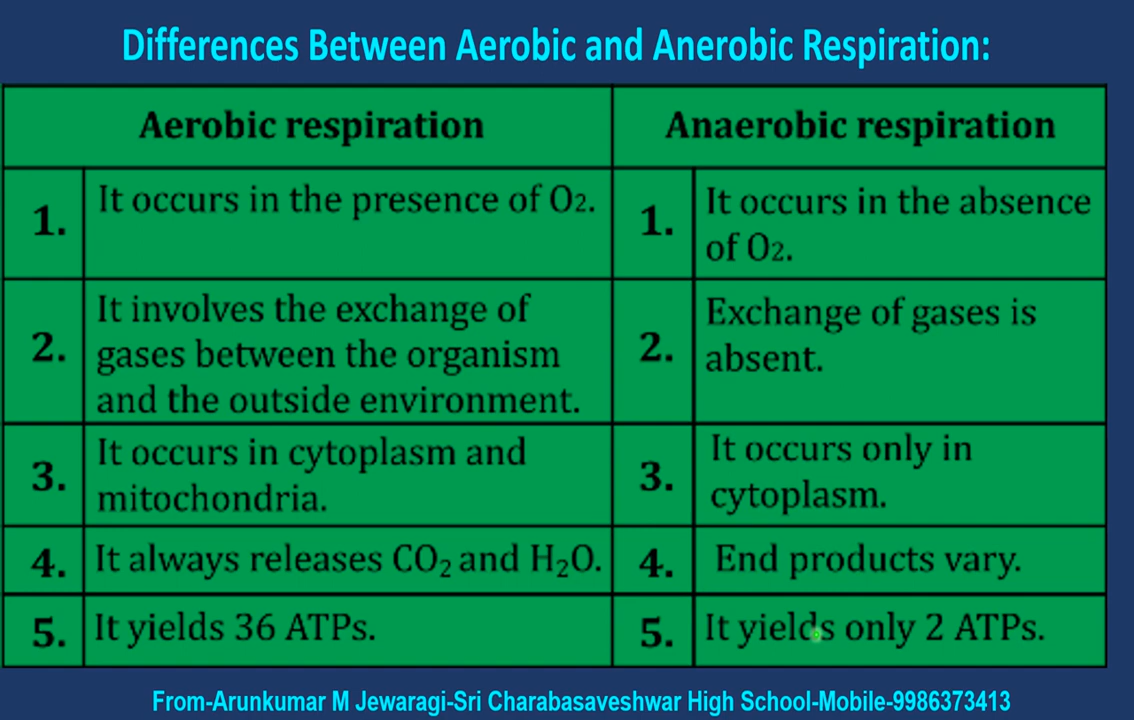 Differences Between Aerobic and Anerobic Respiration:
Aerobic respiration
Anaerobic respiration
1.
It occurs in the presence of O2.
1.
It occurs in the absence
of O2.
2.
It involves the exchange of
gases between the organism
and the outside environment.
2.
Exchange of gases is
absent.
3.
It occurs in cytoplasm and
mitochondria.
3.
It occurs only in
cytoplasm.
4.
It always releases CO₂ and H₂O.
4.
End products vary.
5.
It yields 36 ATPs.
5.
It yields only 2 ATPs.
From-Arunkumar M Jewaragi-Sri Charabasaveshwar High School-Mobile-9986373413